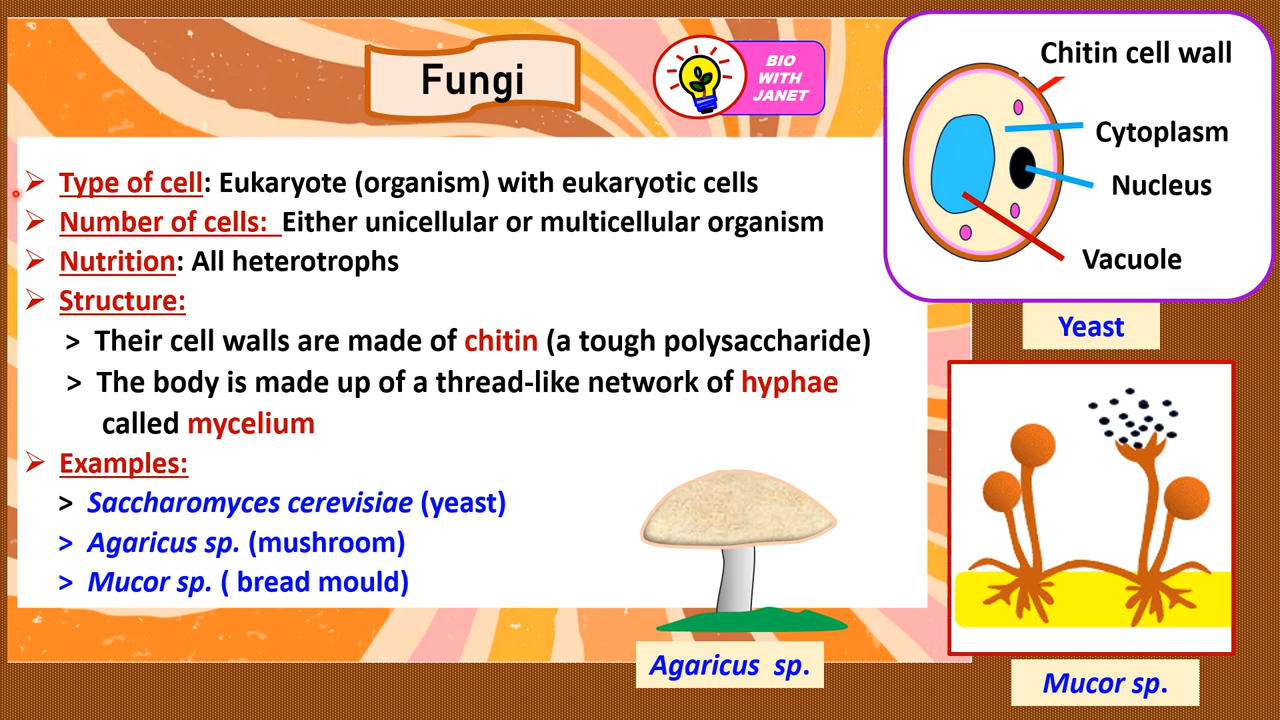 Fungi
BIO
WITH
JANET
Type of cell: Eukaryote (organism) with eukaryotic cells
Number of cells: Either unicellular or multicellular organism
Nutrition: All heterotrophs
Structure:
> Their cell walls are made of chitin (a tough polysaccharide)
> The body is made up of a thread-like network of hyphae
called mycelium
Examples:
> Saccharomyces cerevisiae (yeast)
> Agaricus sp. (mushroom)
> Mucor sp. ( bread mould)
Agaricus sp.
Chitin cell wall
Cytoplasm
Nucleus
Vacuole
Yeast
Mucor sp.